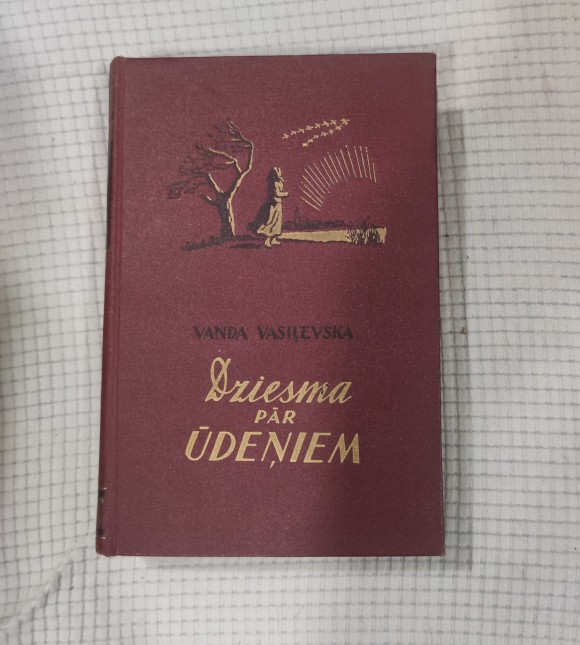 VANDA VASIĻEVSKA
Dziesma
PĀR
ŪDEŅIEM